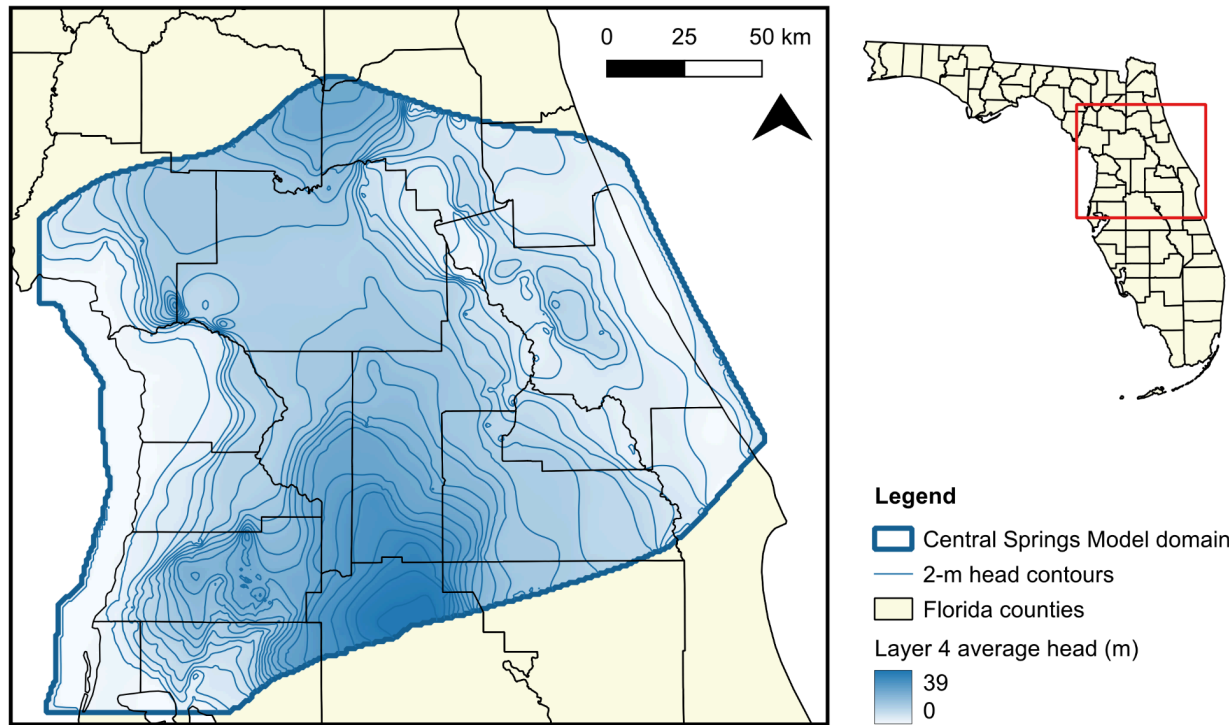 0 25 50 km
Legend
Central Springs Model domain
2-m head contours
Florida counties
Layer 4 average head (m)
39
0